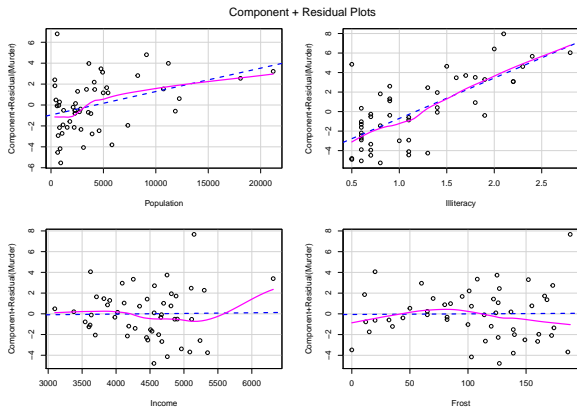 Component + Residual Plots
Component+Residual(Murder)
6
4
2
0
-2
-4
-6
0 5000 10000 15000 20000
Population
Component+Residual(Murder)
8
6
4
2
0
-2
-4
0.5 1.0 1.5 2.0 2.5
Illiteracy
Component+Residual(Murder)
8
6
4
2
0
-2
-4
3000 3500 4000 4500 5000 5500 6000
Income
Component+Residual(Murder)
8
6
4
2
0
-2
-4
0 50 100 150
Frost